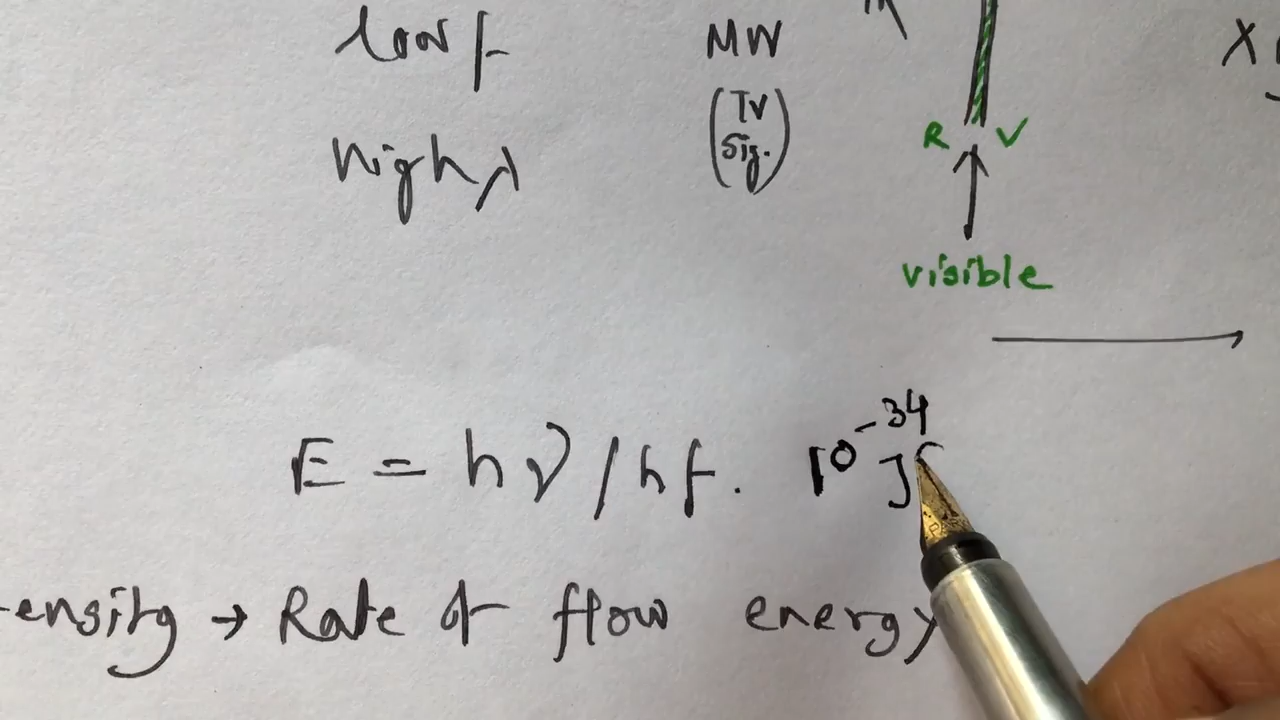 low f
MW
high λ
(TV
Sig.)
R V
visible
X
E = hν / hf. 10⁻³⁴ J
ensity → Rate of flow energy